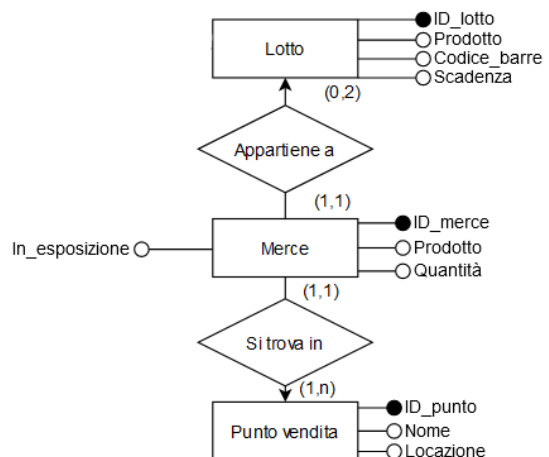 ID_lotto
Prodotto
Lotto
Codice_barre
Scadenza
(0,2)
Appartiene a
(1,1)
ID_merce
In_esposizione
Merce
Prodotto
Quantità
(1,1)
Si trova in
(1,n)
ID_punto
Punto vendita
Nome
Locazione